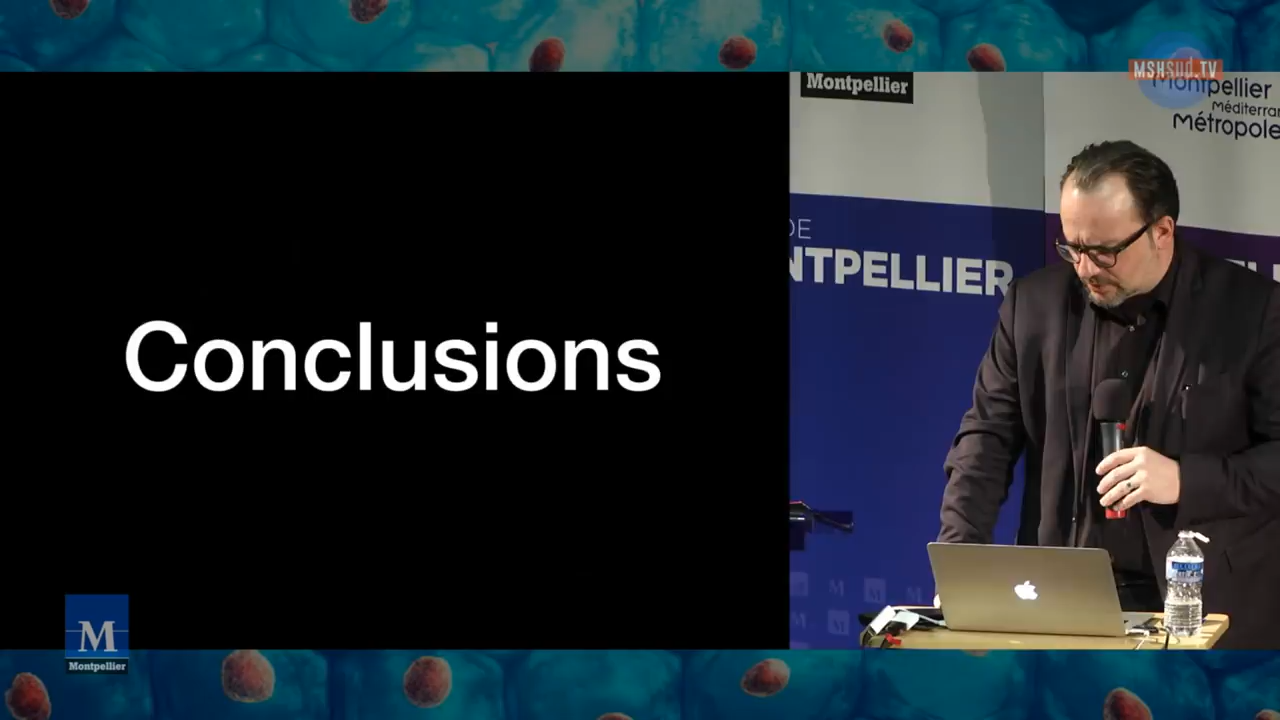 MSHsud.TV
Montpellier
Montpellier
Méditerran
Métropole
DE
NTPELLIER
Conclusions
M
Montpellier